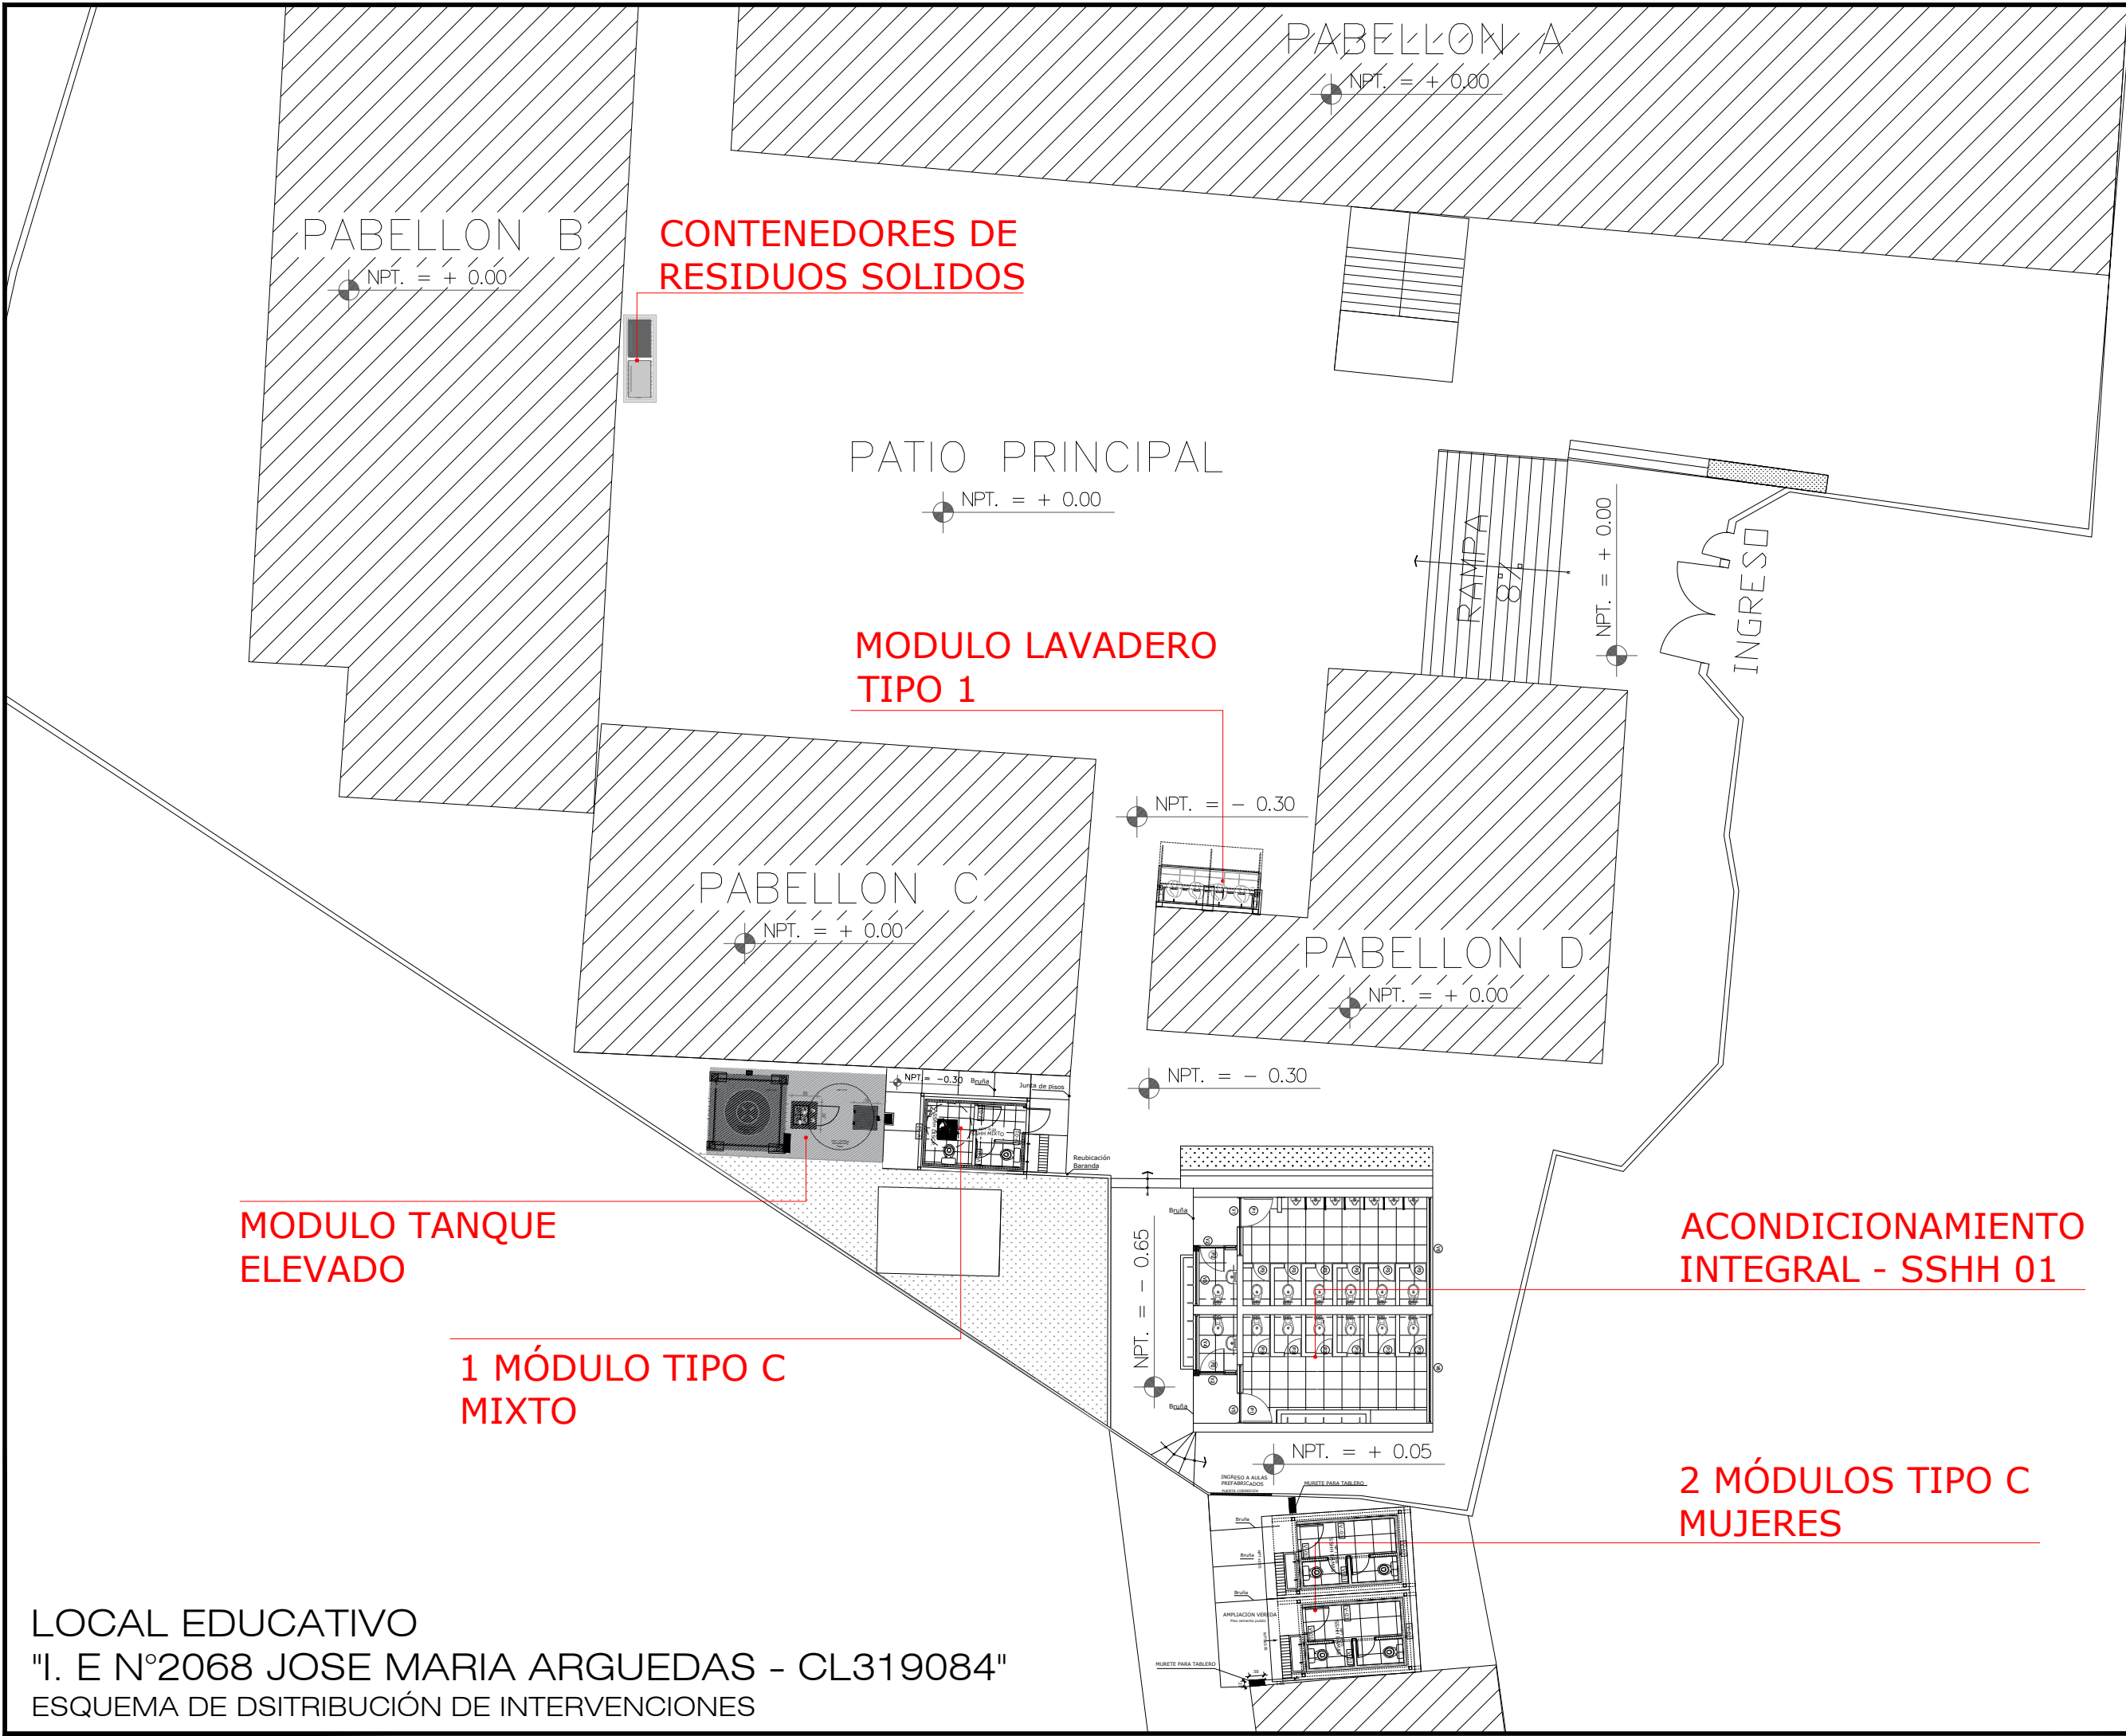 PABELLON A
NPT. = + 0.00
PABELLON B
NPT. = + 0.00
CONTENEDORES DE
RESIDUOS SOLIDOS
PATIO PRINCIPAL
NPT. = + 0.00
RAMPA
8%
NPT. = + 0.00
INGRESO
MODULO LAVADERO
TIPO 1
NPT. = - 0.30
PABELLON C
NPT. = + 0.00
PABELLON D
NPT. = + 0.00
NPT. = - 0.30
NPT. = -0.30
Bruña
Junta de pisos
Reubicación
Baranda
MODULO TANQUE
ELEVADO
1 MÓDULO TIPO C
MIXTO
Bruña
NPT. = - 0.65
Bruña
ACONDICIONAMIENTO
INTEGRAL - SSHH 01
NPT. = + 0.05
INGRESO A AULAS
PREFABRICADOS
MURETE PARA TABLERO
2 MÓDULOS TIPO C
MUJERES
Bruña
Bruña
Bruña
AMPLIACION VEREDA
MURETE PARA TABLERO
LOCAL EDUCATIVO
"I. E N°2068 JOSE MARIA ARGUEDAS - CL319084"
ESQUEMA DE DSITRIBUCIÓN DE INTERVENCIONES